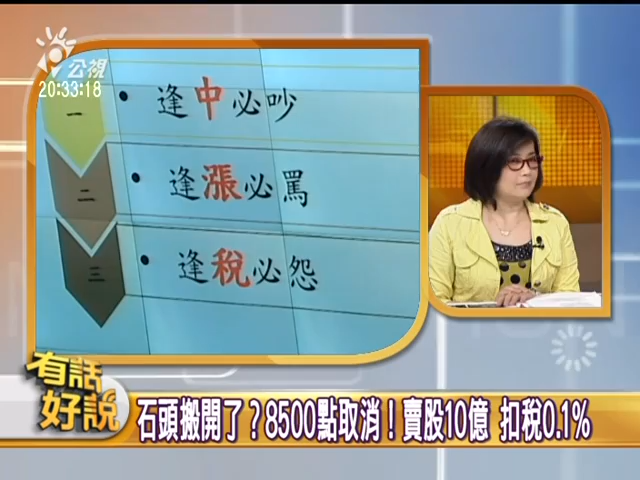 公視
20:33:18
一
逢中必吵
二
逢漲必罵
三
逢稅必怨
有話
好說
石頭搬開了？8500點取消！賣股10億 扣稅0.1%